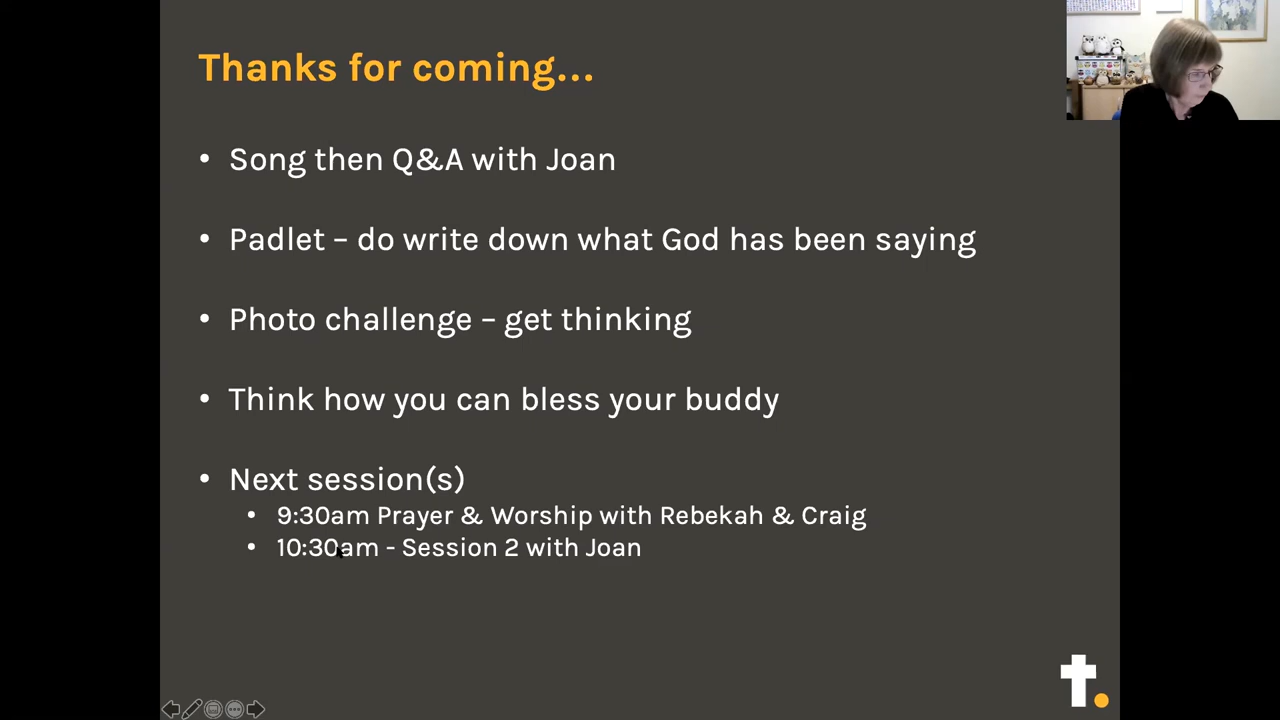 Thanks for coming...
• Song then Q&A with Joan
• Padlet – do write down what God has been saying
• Photo challenge – get thinking
• Think how you can bless your buddy
• Next session(s)
• 9:30am Prayer & Worship with Rebekah & Craig
• 10:30am - Session 2 with Joan